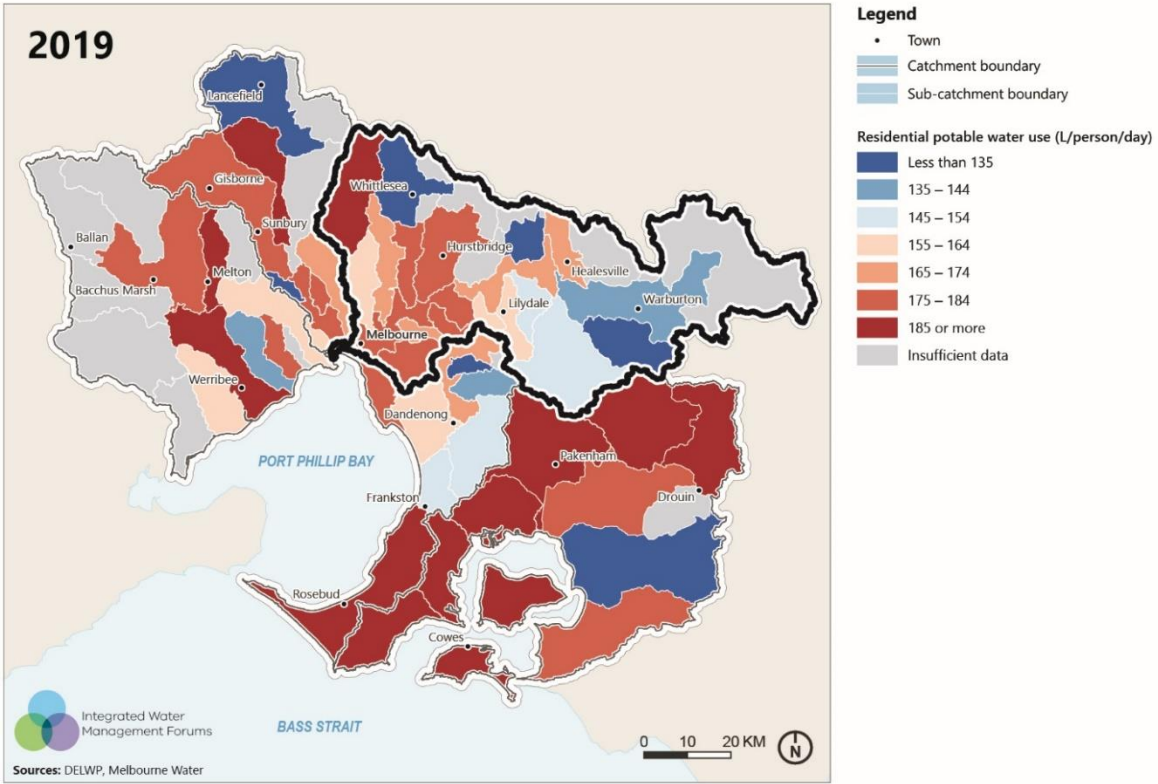 2019
Lancefield
Gisborne
Whittlesea
Sunbury
Hurstbridge
Ballan
Healesville
Bacchus Marsh
Melton
Lilydale
Warburton
Melbourne
Werribee
Dandenong
PORT PHILLIP BAY
Pakenham
Frankston
Drouin
Rosebud
Cowes
BASS STRAIT
Integrated Water
Management Forums
0 10 20 KM
N
Sources: DELWP, Melbourne Water
Legend
Town
Catchment boundary
Sub-catchment boundary
Residential potable water use (L/person/day)
Less than 135
135 – 144
145 – 154
155 – 164
165 – 174
175 – 184
185 or more
Insufficient data